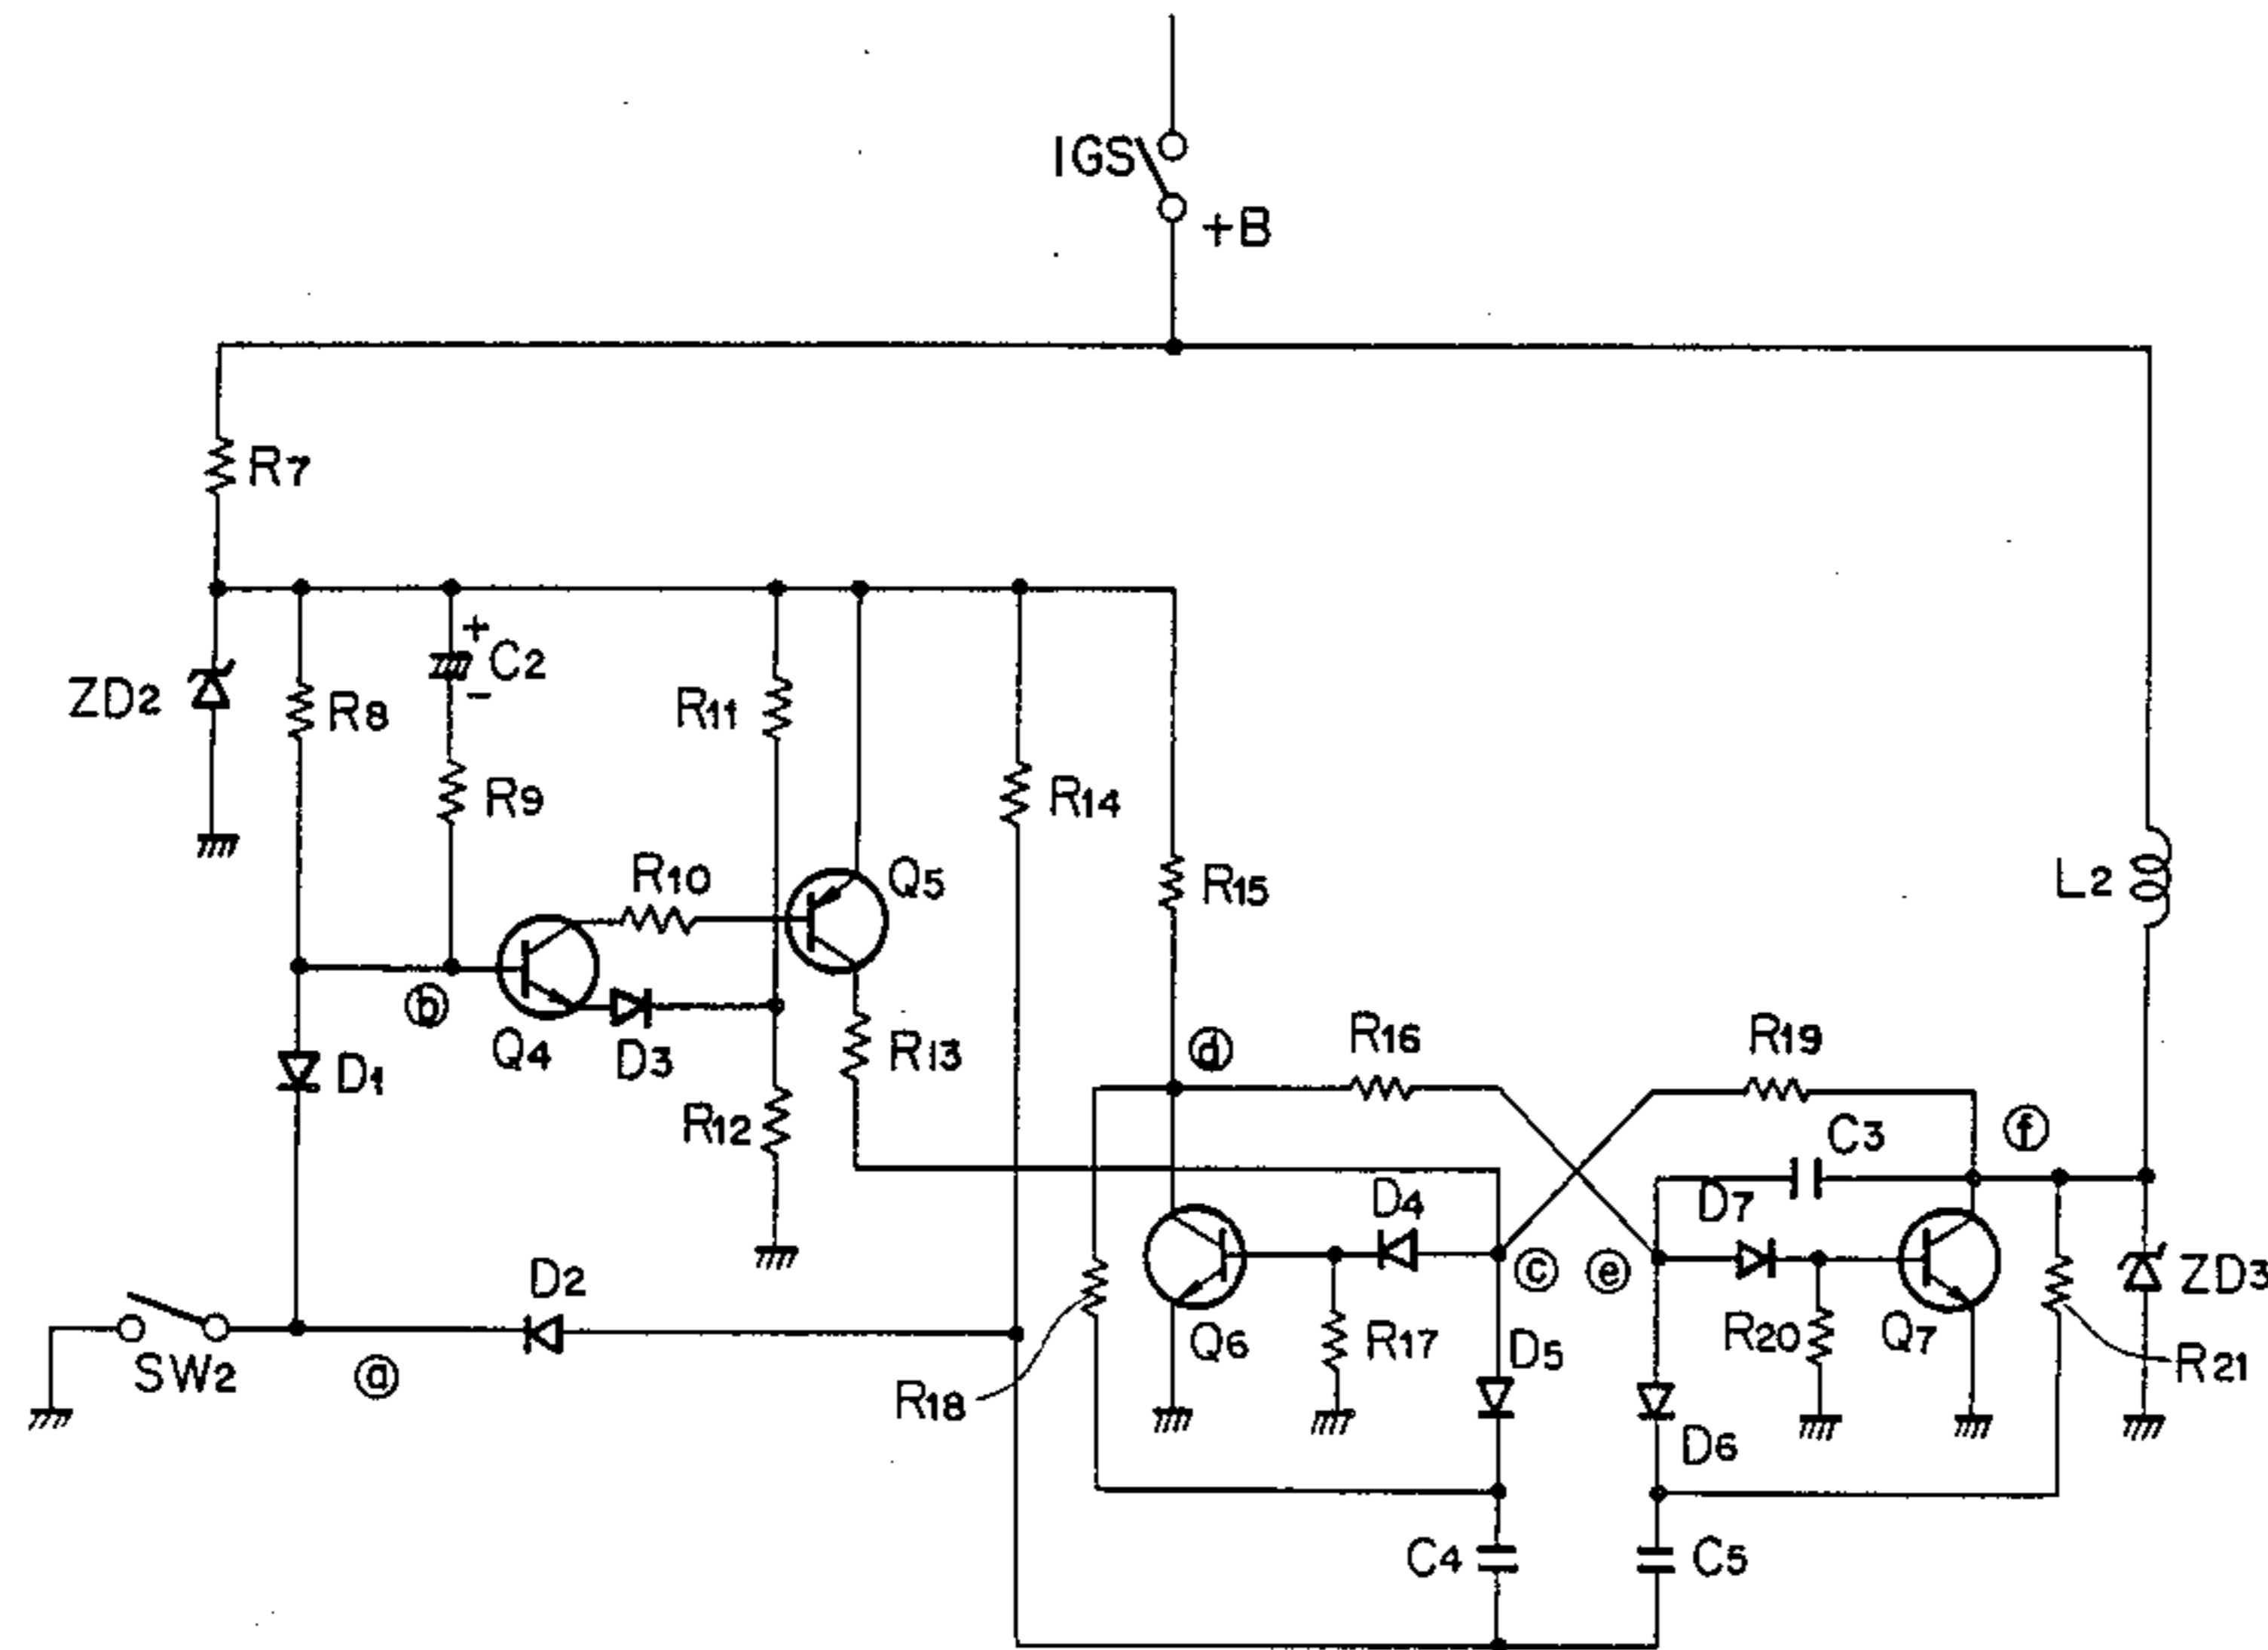 IGS
+B
R7
+
C2
-
ZD2
R8
R11
R9
R14
R10
Q5
R15
L2
b
Q4
D3
R13
d
R16
R19
D1
R12
f
C3
D7
D4
D2
c
e
ZD3
SW2
a
Q6
R17
D5
R20
Q7
R21
R18
D6
C4
C5